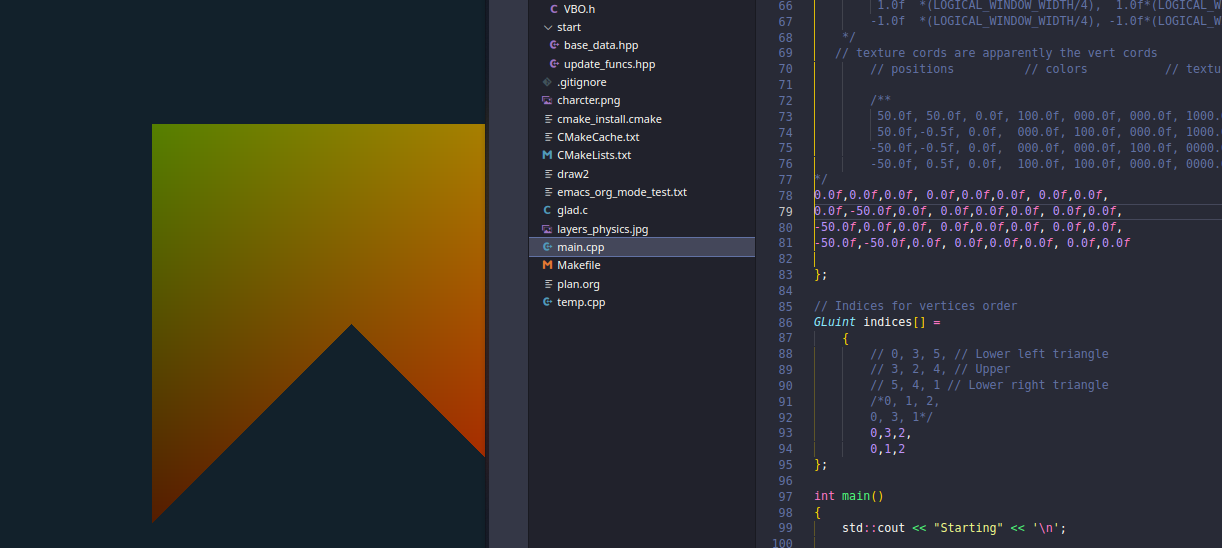 VBO.h
start
base_data.hpp
update_funcs.hpp
.gitignore
charcter.png
cmake_install.cmake
CMakeCache.txt
CMakeLists.txt
draw2
emacs_org_mode_test.txt
glad.c
layers_physics.jpg
main.cpp
Makefile
plan.org
temp.cpp
66 1.0f *(LOGICAL_WINDOW_WIDTH/4), 1.0f*(LOGICAL_W
67 -1.0f *(LOGICAL_WINDOW_WIDTH/4), -1.0f*(LOGICAL_W
68 */
69 // texture cords are apparently the vert cords
70 // positions // colors // textu
71
72 /**
73 50.0f, 50.0f, 0.0f, 100.0f, 000.0f, 000.0f, 1000.
74 50.0f,-0.5f, 0.0f, 000.0f, 100.0f, 000.0f, 1000.
75 -50.0f,-0.5f, 0.0f, 000.0f, 000.0f, 100.0f, 0000.
76 -50.0f, 0.5f, 0.0f, 100.0f, 100.0f, 000.0f, 0000.
77 */
78 0.0f,0.0f,0.0f, 0.0f,0.0f,0.0f, 0.0f,0.0f,
79 0.0f,-50.0f,0.0f, 0.0f,0.0f,0.0f, 0.0f,0.0f,
80 -50.0f,0.0f,0.0f, 0.0f,0.0f,0.0f, 0.0f,0.0f,
81 -50.0f,-50.0f,0.0f, 0.0f,0.0f,0.0f, 0.0f,0.0f
82
83 };
84
85 // Indices for vertices order
86 GLuint indices[] =
87 {
88 // 0, 3, 5, // Lower left triangle
89 // 3, 2, 4, // Upper
90 // 5, 4, 1 // Lower right triangle
91 /*0, 1, 2,
92 0, 3, 1*/
93 0,3,2,
94 0,1,2
95 };
96
97 int main()
98 {
99 std::cout << "Starting" << '\n';
100